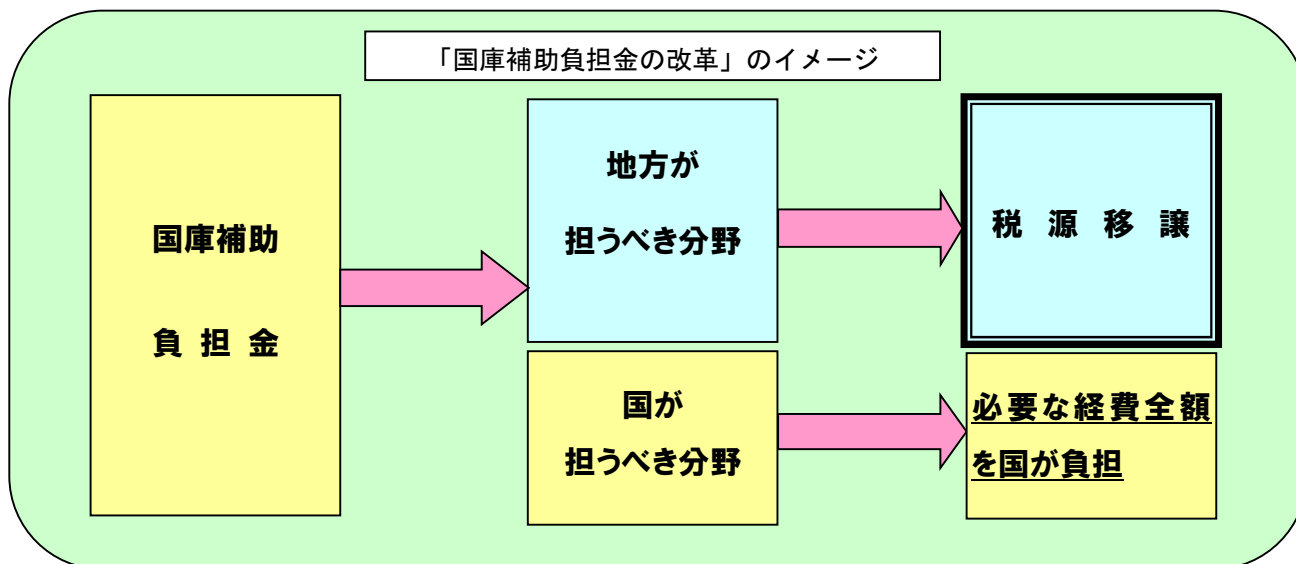 「国庫補助負担金の改革」のイメージ
国庫補助
負担金
地方が
担うべき分野
税源移譲
国が
担うべき分野
必要な経費全額
を国が負担